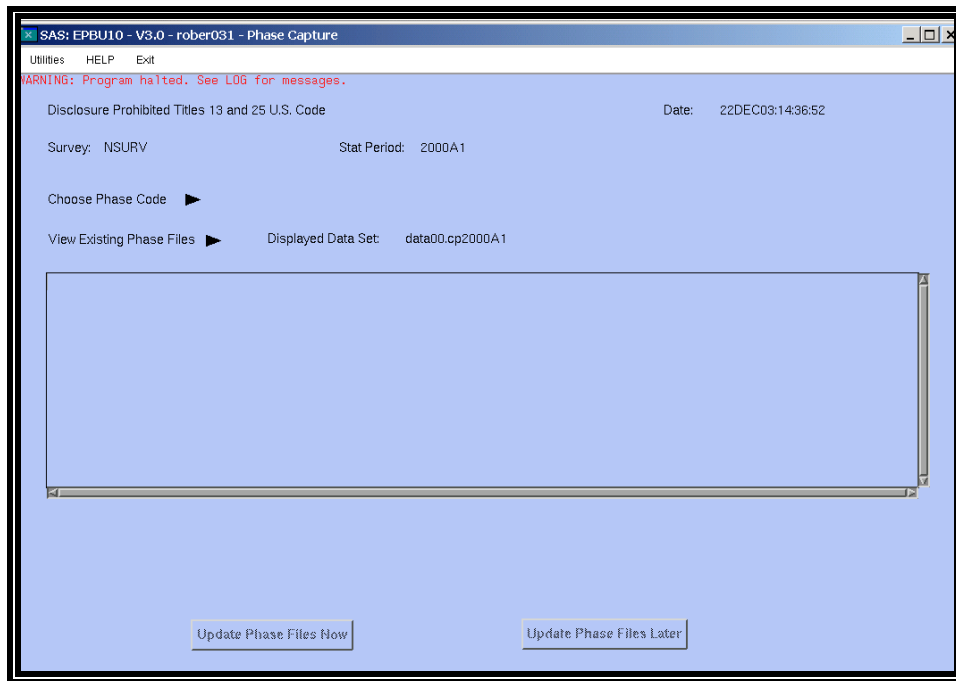 SAS: EPBU10 - V3.0 - rober031 - Phase Capture
Utilities HELP Exit
WARNING: Program halted. See LOG for messages.
Disclosure Prohibited Titles 13 and 25 U.S. Code Date: 22DEC03:14:36:52
Survey: NSURV Stat Period: 2000A1
Choose Phase Code
View Existing Phase Files Displayed Data Set: data00.cp2000A1
Update Phase Files Now Update Phase Files Later